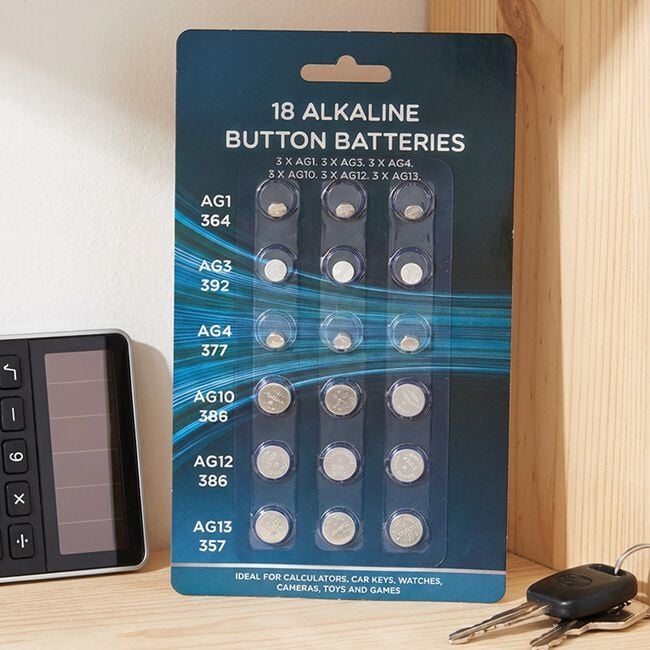 18 ALKALINE
BUTTON BATTERIES
3 X AG1. 3 X AG3. 3 X AG4.
3 X AG10. 3 X AG12. 3 X AG13.
AG1
364
AG3
392
AG4
377
AG10
386
AG12
386
AG13
357
IDEAL FOR CALCULATORS, CAR KEYS, WATCHES,
CAMERAS, TOYS AND GAMES
√
−
9
×
÷